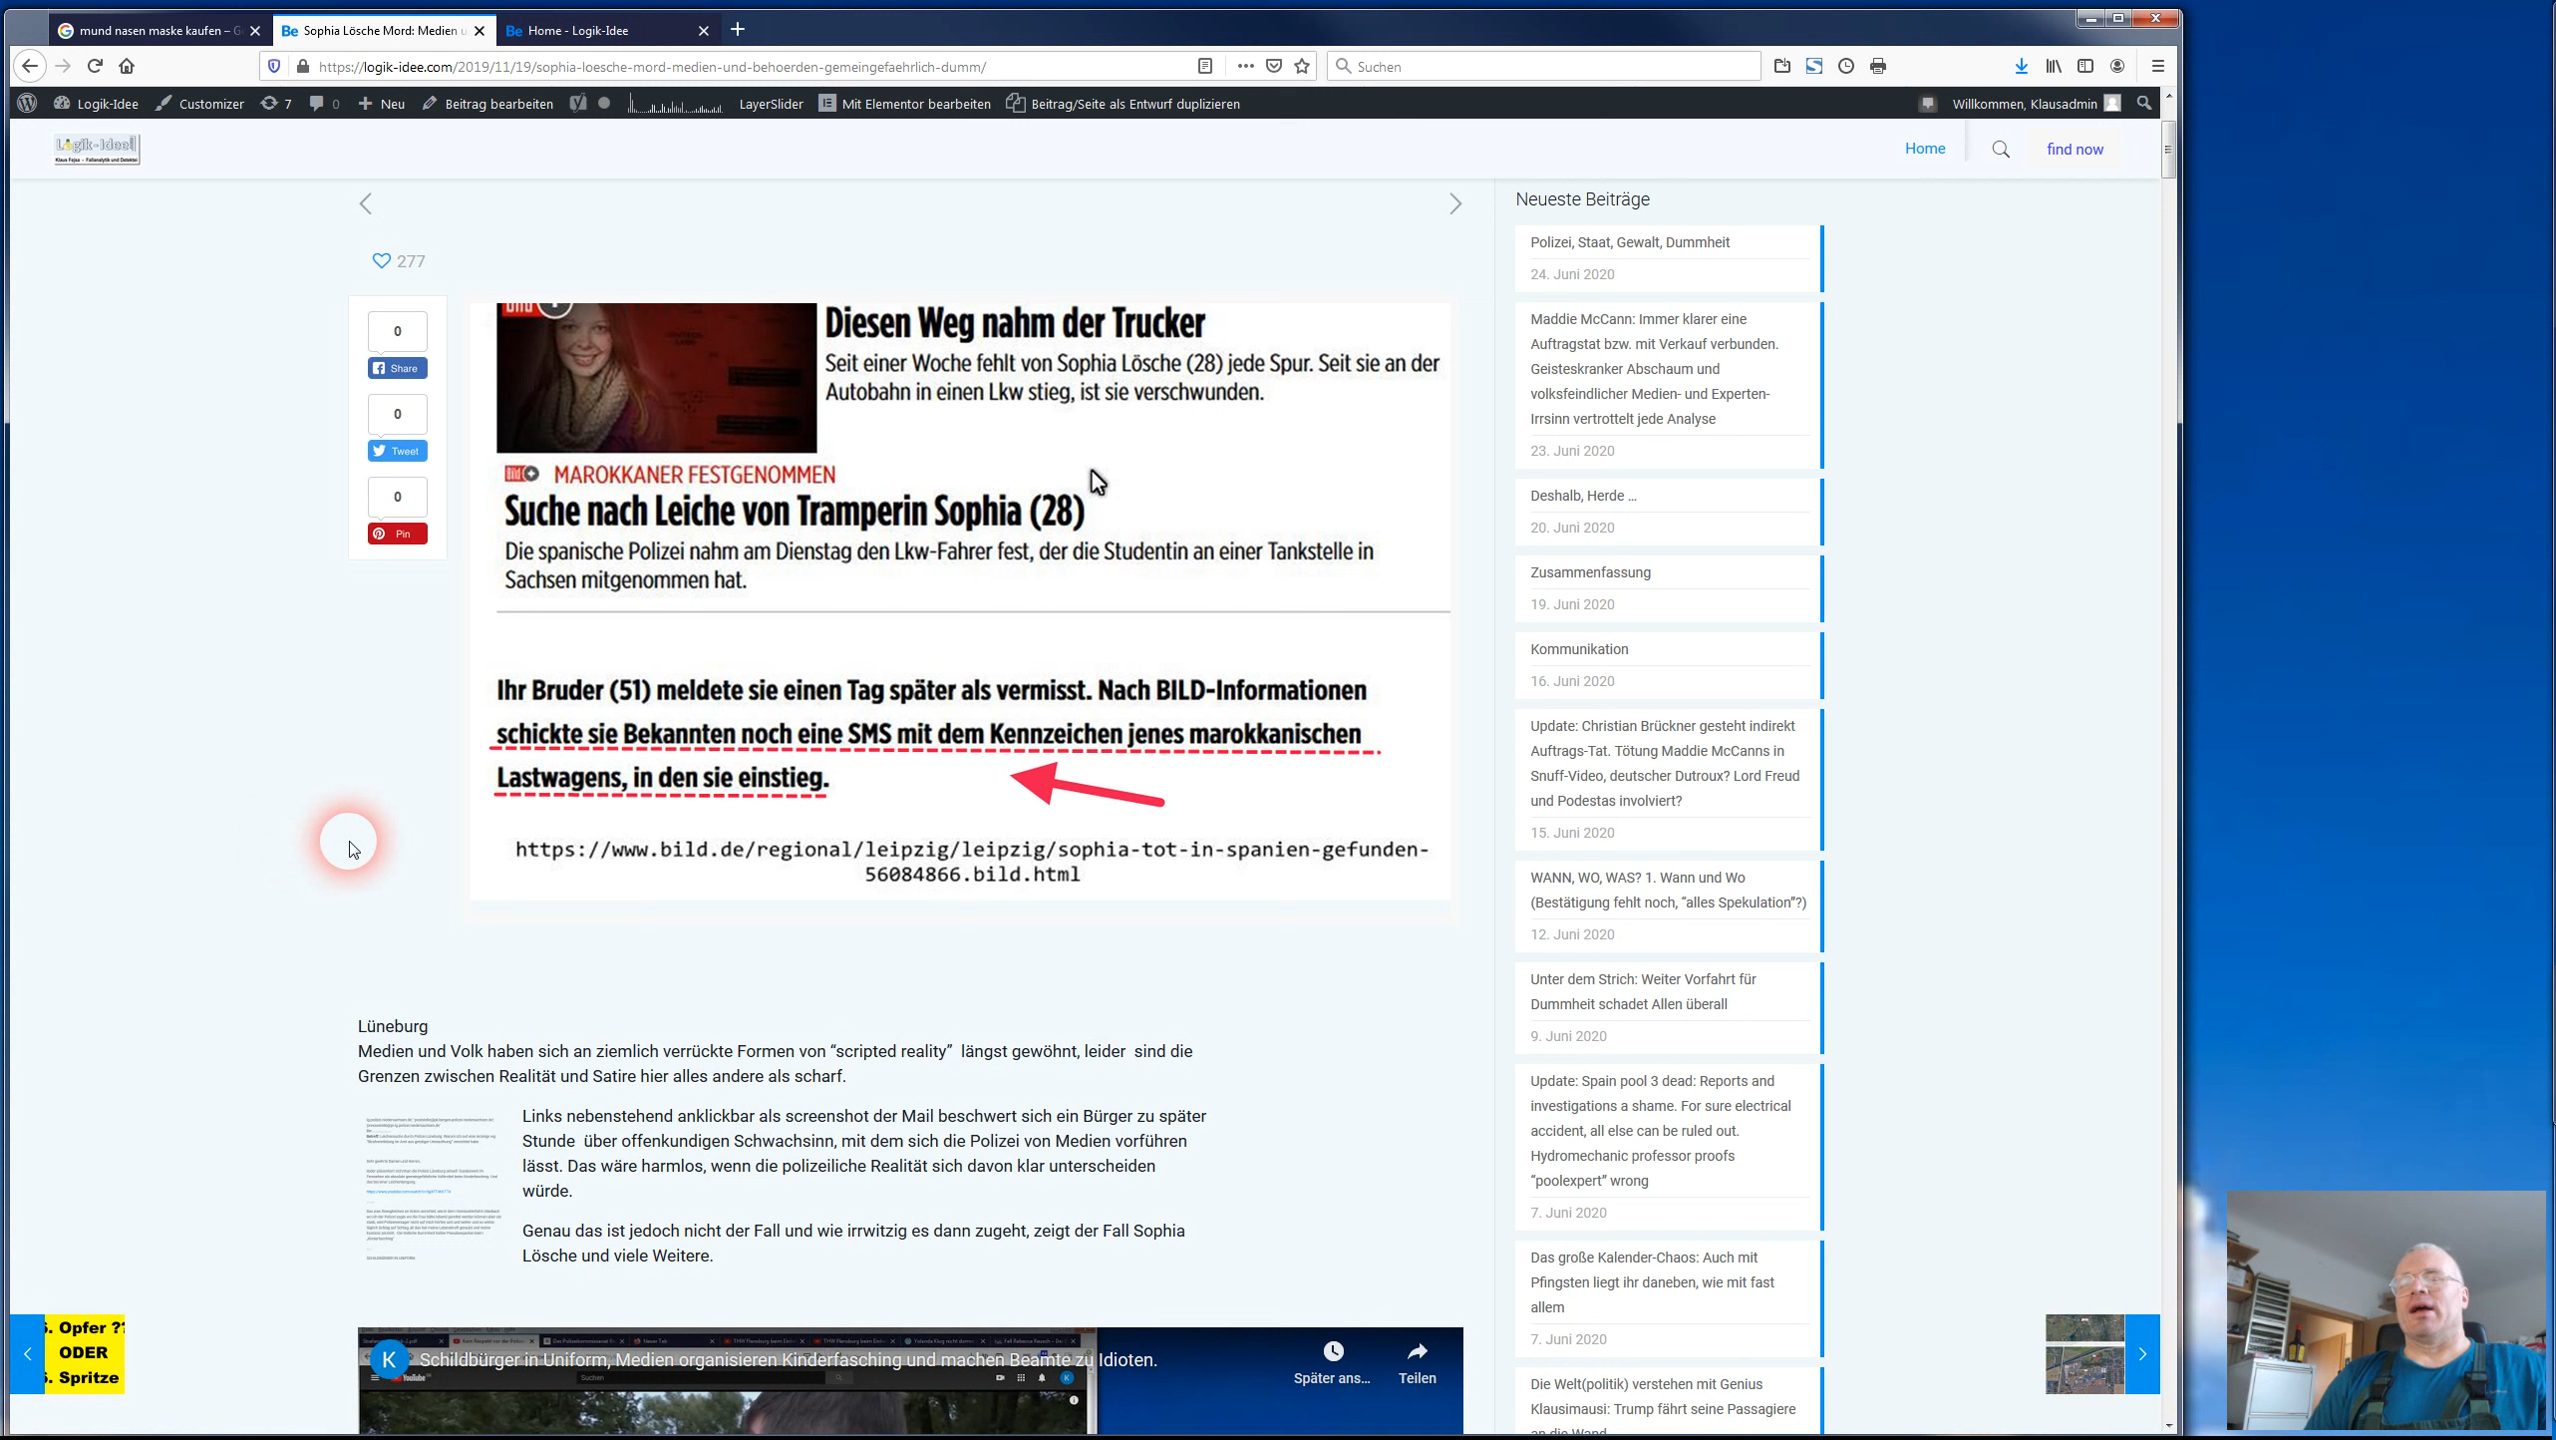 mund nasen maske kaufen – G
Sophia Lösche Mord: Medien u
Home - Logik-Idee
https://logik-idee.com/2019/11/19/sophia-loesche-mord-medien-und-behoerden-gemeingefaehrlich-dumm/
Suchen
Logik-Idee
Customizer
7
0
Neu
Beitrag bearbeiten
LayerSlider
Mit Elementor bearbeiten
Beitrag/Seite als Entwurf duplizieren
Willkommen, Klausadmin
Logik-Idee
Klaus Fejsa - Fallanalytik und Detektei
Home
find now
277
0
Share
0
Tweet
0
Pin
Diesen Weg nahm der Trucker
Seit einer Woche fehlt von Sophia Lösche (28) jede Spur. Seit sie an der
Autobahn in einen Lkw stieg, ist sie verschwunden.
MAROKKANER FESTGENOMMEN
Suche nach Leiche von Tramperin Sophia (28)
Die spanische Polizei nahm am Dienstag den Lkw-Fahrer fest, der die Studentin an einer Tankstelle in
Sachsen mitgenommen hat.
Ihr Bruder (51) meldete sie einen Tag später als vermisst. Nach BILD-Informationen
schickte sie Bekannten noch eine SMS mit dem Kennzeichen jenes marokkanischen
Lastwagens, in den sie einstieg.
https://www.bild.de/regional/leipzig/leipzig/sophia-tot-in-spanien-gefunden-
56084866.bild.html
Lüneburg
Medien und Volk haben sich an ziemlich verrückte Formen von “scripted reality” längst gewöhnt, leider sind die
Grenzen zwischen Realität und Satire hier alles andere als scharf.
Links nebenstehend anklickbar als screenshot der Mail beschwert sich ein Bürger zu später
Stunde über offenkundigen Schwachsinn, mit dem sich die Polizei von Medien vorführen
lässt. Das wäre harmlos, wenn die polizeiliche Realität sich davon klar unterscheiden
würde.
Genau das ist jedoch nicht der Fall und wie irrwitzig es dann zugeht, zeigt der Fall Sophia
Lösche und viele Weitere.
K
Schildbürger in Uniform, Medien organisieren Kinderfasching und machen Beamte zu Idioten.
Später ans...
Teilen
YouTube
Suchen
Opfer ??
ODER
Spritze
Neueste Beiträge
Polizei, Staat, Gewalt, Dummheit
24. Juni 2020
Maddie McCann: Immer klarer eine
Auftragstat bzw. mit Verkauf verbunden.
Geisteskranker Abschaum und
volksfeindlicher Medien- und Experten-
Irrsinn vertrottelt jede Analyse
23. Juni 2020
Deshalb, Herde ...
20. Juni 2020
Zusammenfassung
19. Juni 2020
Kommunikation
16. Juni 2020
Update: Christian Brückner gesteht indirekt
Auftrags-Tat. Tötung Maddie McCanns in
Snuff-Video, deutscher Dutroux? Lord Freud
und Podestas involviert?
15. Juni 2020
WANN, WO, WAS? 1. Wann und Wo
(Bestätigung fehlt noch, “alles Spekulation”?)
12. Juni 2020
Unter dem Strich: Weiter Vorfahrt für
Dummheit schadet Allen überall
9. Juni 2020
Update: Spain pool 3 dead: Reports and
investigations a shame. For sure electrical
accident, all else can be ruled out.
Hydromechanic professor proofs
“poolexpert” wrong
7. Juni 2020
Das große Kalender-Chaos: Auch mit
Pfingsten liegt ihr daneben, wie mit fast
allem
7. Juni 2020
Die Welt(politik) verstehen mit Genius
Klausimausi: Trump fährt seine Passagiere
an die Wand